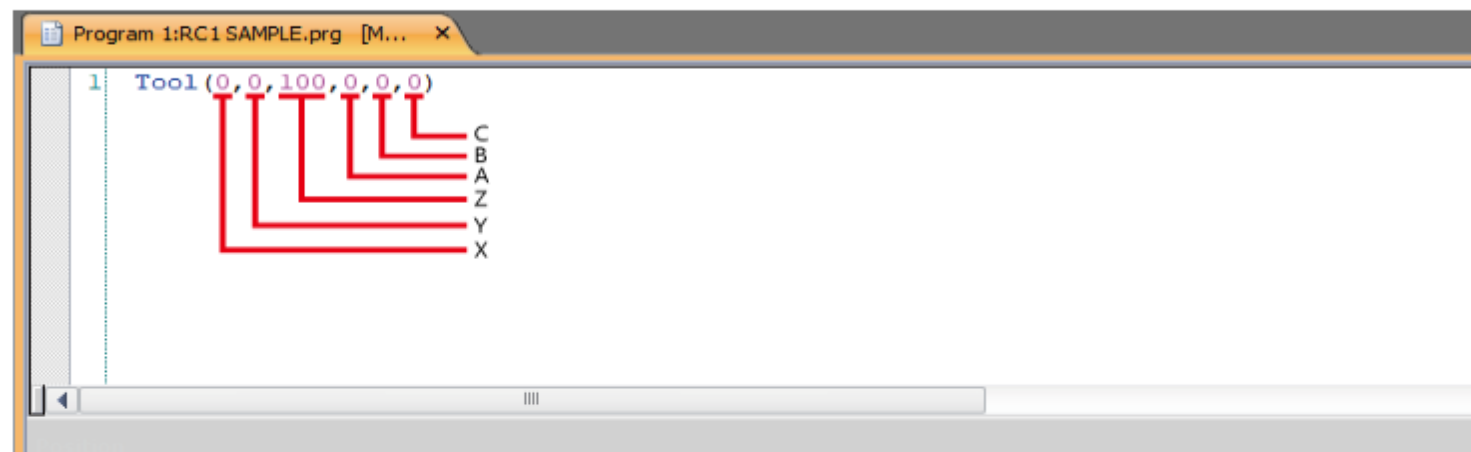 Program 1:RC1 SAMPLE.prg [M...
1 Tool(0,0,100,0,0,0)
C
B
A
Z
Y
X